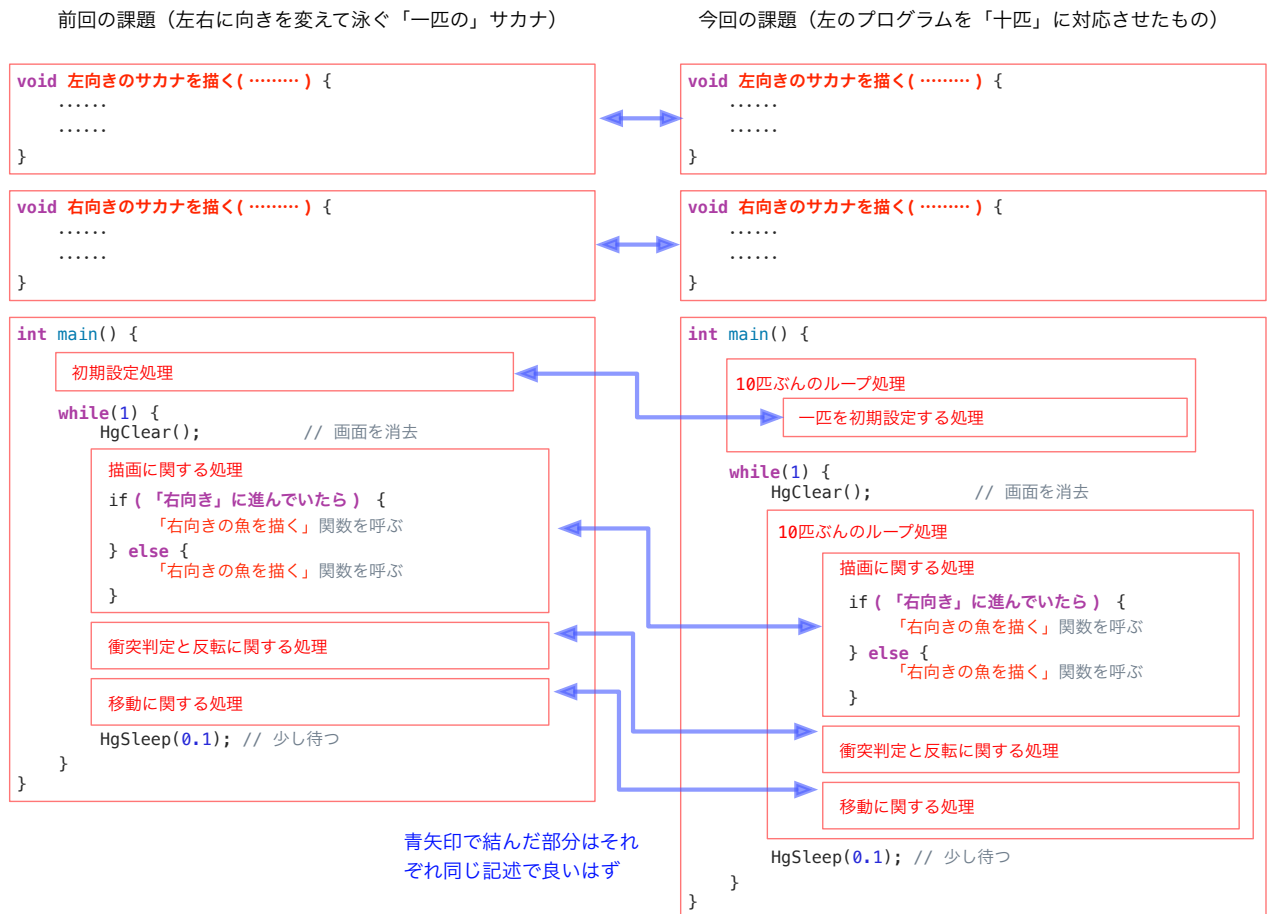 前回の課題（左右に向きを変えて泳ぐ「一匹の」サカナ）
void 左向きのサカナを描く( ……… ) {
......
......
}
void 右向きのサカナを描く( ……… ) {
......
......
}
int main() {
初期設定処理
while(1) {
HgClear(); // 画面を消去
描画に関する処理
if ( 「右向き」に進んでいたら ) {
「右向きの魚を描く」関数を呼ぶ
} else {
「右向きの魚を描く」関数を呼ぶ
}
衝突判定と反転に関する処理
移動に関する処理
HgSleep(0.1); // 少し待つ
}
}
今回の課題（左のプログラムを「十匹」に対応させたもの）
void 左向きのサカナを描く( ……… ) {
......
......
}
void 右向きのサカナを描く( ……… ) {
......
......
}
int main() {
10匹ぶんのループ処理
一匹を初期設定する処理
while(1) {
HgClear(); // 画面を消去
10匹ぶんのループ処理
描画に関する処理
if ( 「右向き」に進んでいたら ) {
「右向きの魚を描く」関数を呼ぶ
} else {
「右向きの魚を描く」関数を呼ぶ
}
衝突判定と反転に関する処理
移動に関する処理
HgSleep(0.1); // 少し待つ
}
}
青矢印で結んだ部分はそれ
ぞれ同じ記述で良いはず